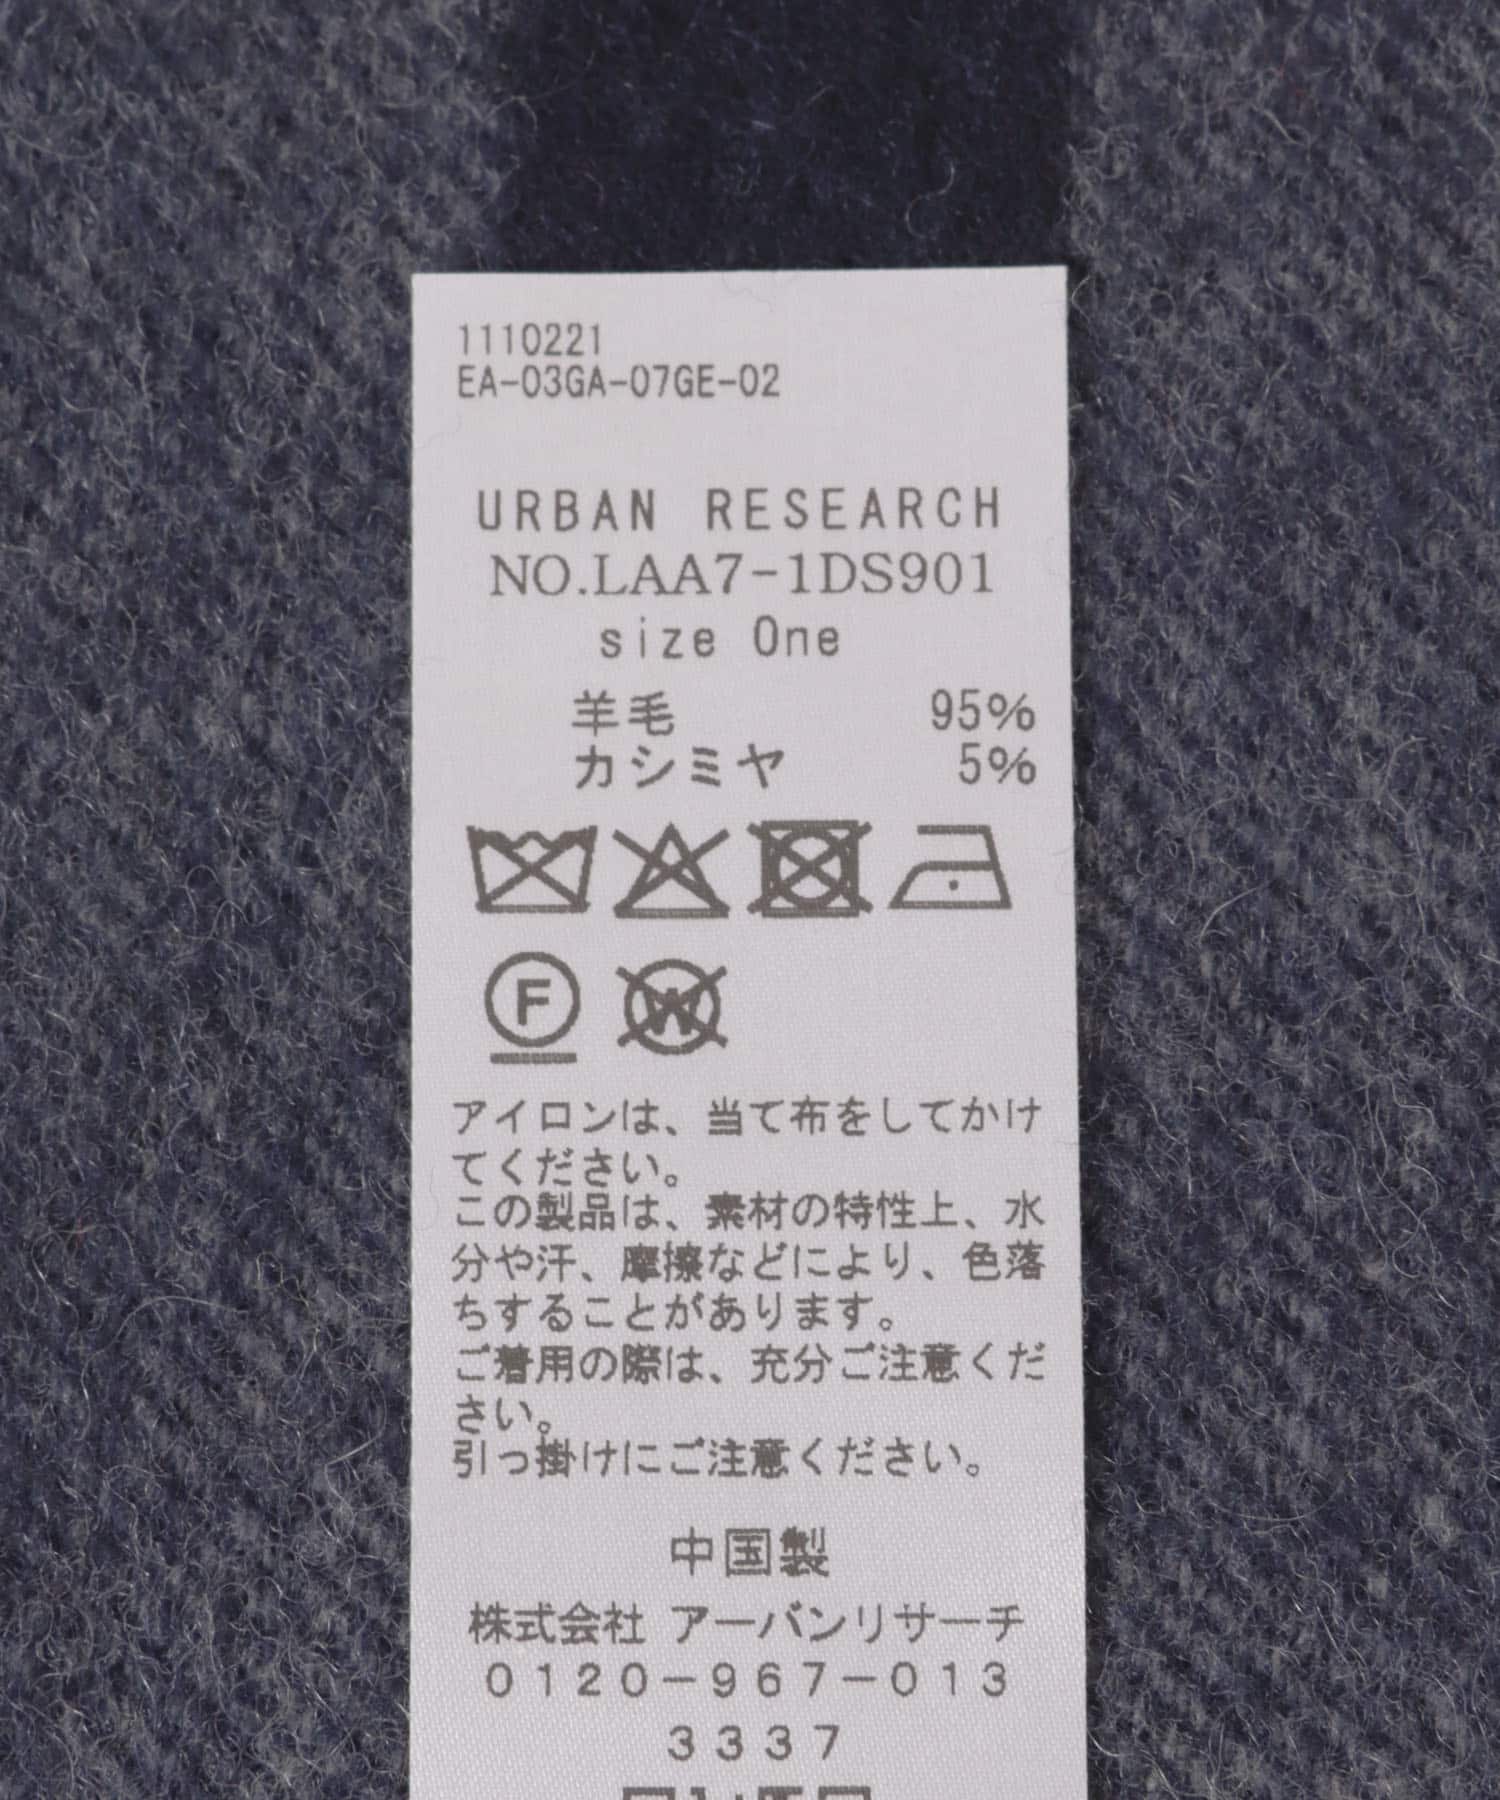 1110221
EA-03GA-07GE-02
URBAN RESEARCH
NO.LAA7-1DS901
size One
羊毛 95%
カシミヤ 5%
F W
アイロンは、当て布をしてかけ
てください。
この製品は、素材の特性上、水
分や汗、摩擦などにより、色落
ちすることがあります。
ご着用の際は、充分ご注意くだ
さい。
引っ掛けにご注意ください。
中国製
株式会社 アーバンリサーチ
0120-967-013
3337